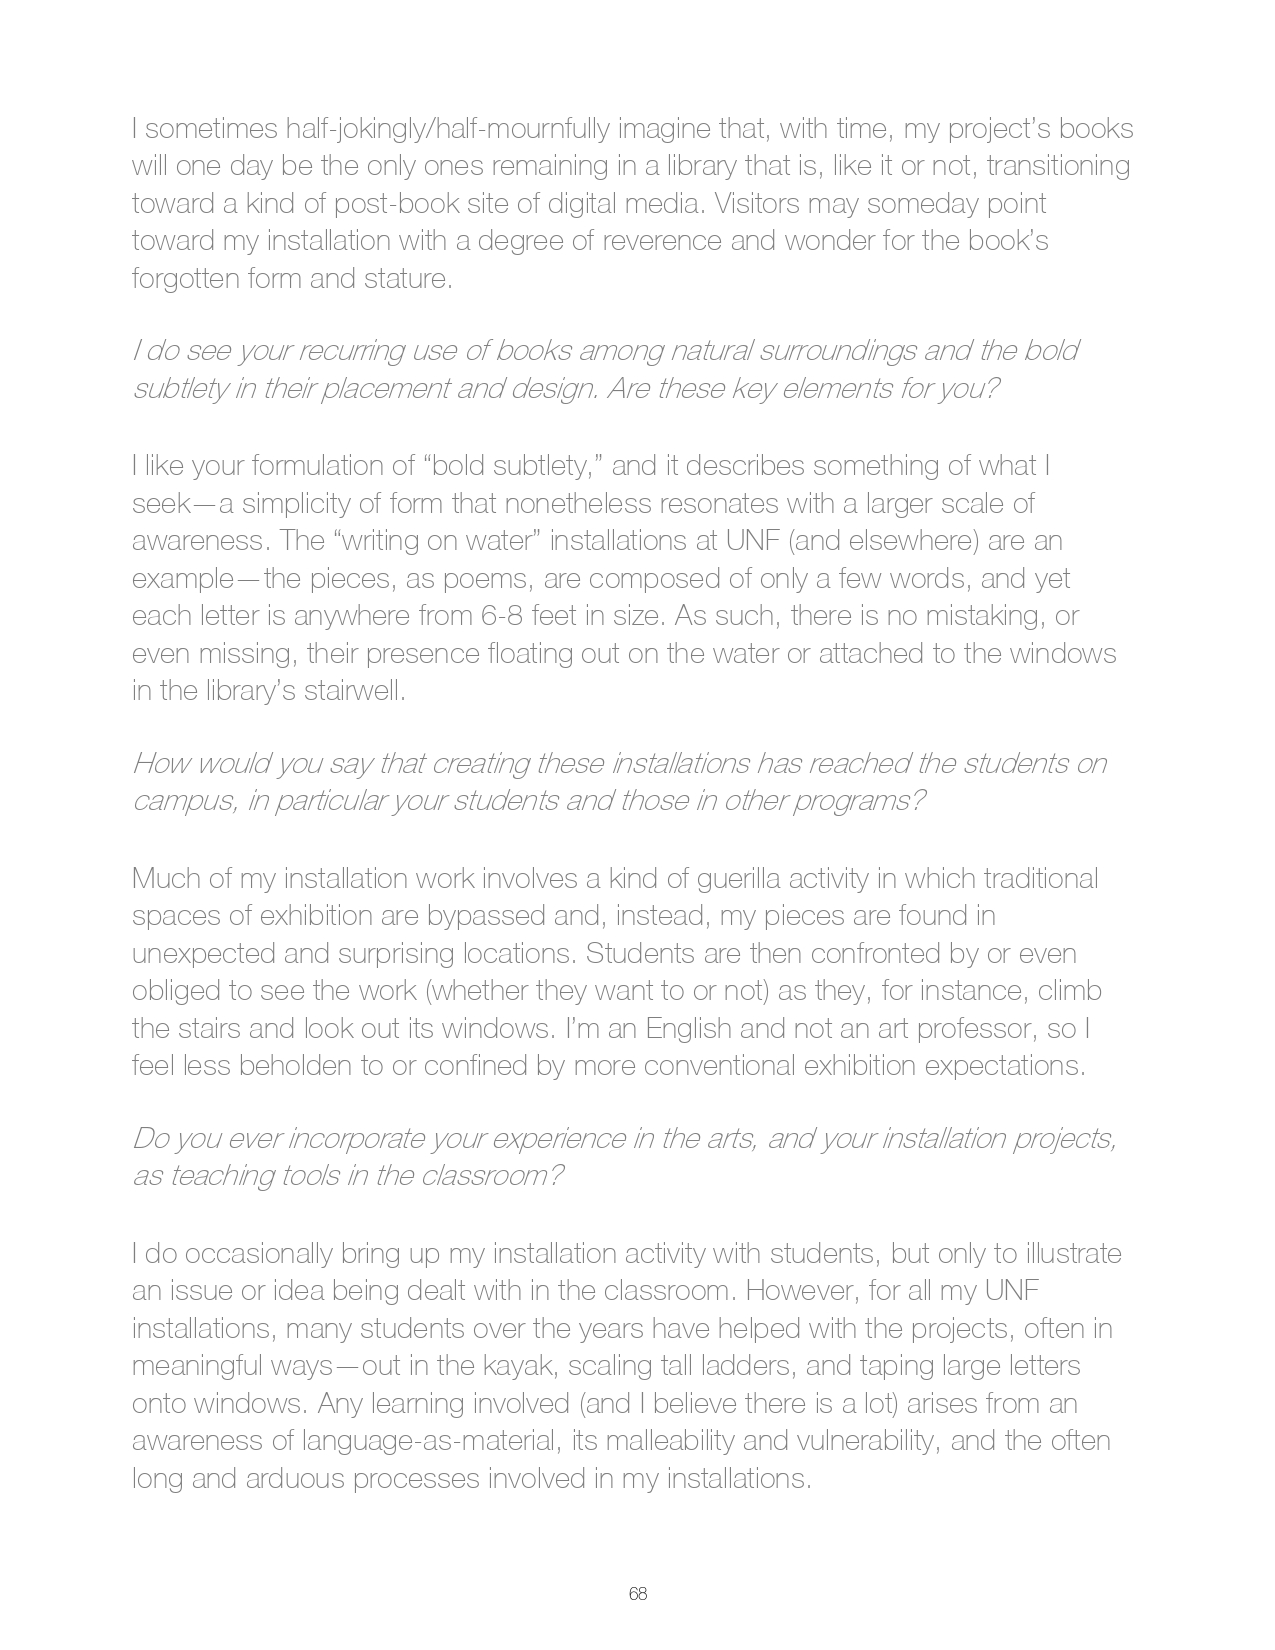 I sometimes half-jokingly/half-mournfully imagine that, with time, my project’s books
will one day be the only ones remaining in a library that is, like it or not, transitioning
toward a kind of post-book site of digital media. Visitors may someday point
toward my installation with a degree of reverence and wonder for the book’s
forgotten form and stature.
I do see your recurring use of books among natural surroundings and the bold
subtlety in their placement and design. Are these key elements for you?
I like your formulation of “bold subtlety,” and it describes something of what I
seek—a simplicity of form that nonetheless resonates with a larger scale of
awareness. The “writing on water” installations at UNF (and elsewhere) are an
example—the pieces, as poems, are composed of only a few words, and yet
each letter is anywhere from 6-8 feet in size. As such, there is no mistaking, or
even missing, their presence floating out on the water or attached to the windows
in the library’s stairwell.
How would you say that creating these installations has reached the students on
campus, in particular your students and those in other programs?
Much of my installation work involves a kind of guerilla activity in which traditional
spaces of exhibition are bypassed and, instead, my pieces are found in
unexpected and surprising locations. Students are then confronted by or even
obliged to see the work (whether they want to or not) as they, for instance, climb
the stairs and look out its windows. I’m an English and not an art professor, so I
feel less beholden to or confined by more conventional exhibition expectations.
Do you ever incorporate your experience in the arts, and your installation projects,
as teaching tools in the classroom?
I do occasionally bring up my installation activity with students, but only to illustrate
an issue or idea being dealt with in the classroom. However, for all my UNF
installations, many students over the years have helped with the projects, often in
meaningful ways—out in the kayak, scaling tall ladders, and taping large letters
onto windows. Any learning involved (and I believe there is a lot) arises from an
awareness of language-as-material, its malleability and vulnerability, and the often
long and arduous processes involved in my installations.
68